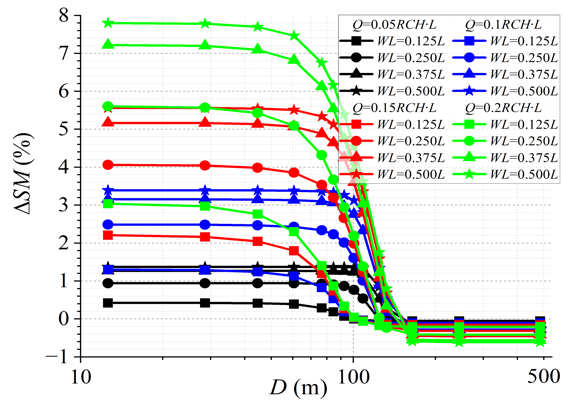 8
7
6
5
4
3
2
1
0
−1
ΔSM (%)
10
100
500
D (m)
Q=0.05RCH·L
WL=0.125L
WL=0.250L
WL=0.375L
WL=0.500L
Q=0.1RCH·L
WL=0.125L
WL=0.250L
WL=0.375L
WL=0.500L
Q=0.15RCH·L
WL=0.125L
WL=0.250L
WL=0.375L
WL=0.500L
Q=0.2RCH·L
WL=0.125L
WL=0.250L
WL=0.375L
WL=0.500L